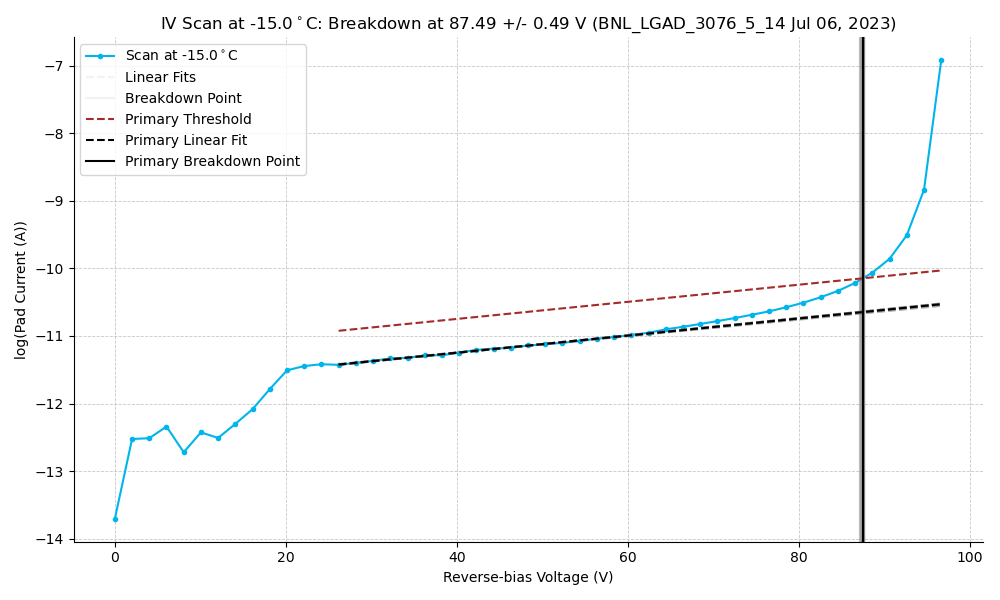 IV Scan at -15.0°C: Breakdown at 87.49 +/- 0.49 V (BNL_LGAD_3076_5_14 Jul 06, 2023)
Scan at -15.0°C
Linear Fits
Breakdown Point
Primary Threshold
Primary Linear Fit
Primary Breakdown Point
log(Pad Current (A))
−7
−8
−9
−10
−11
−12
−13
−14
0 20 40 60 80 100
Reverse-bias Voltage (V)